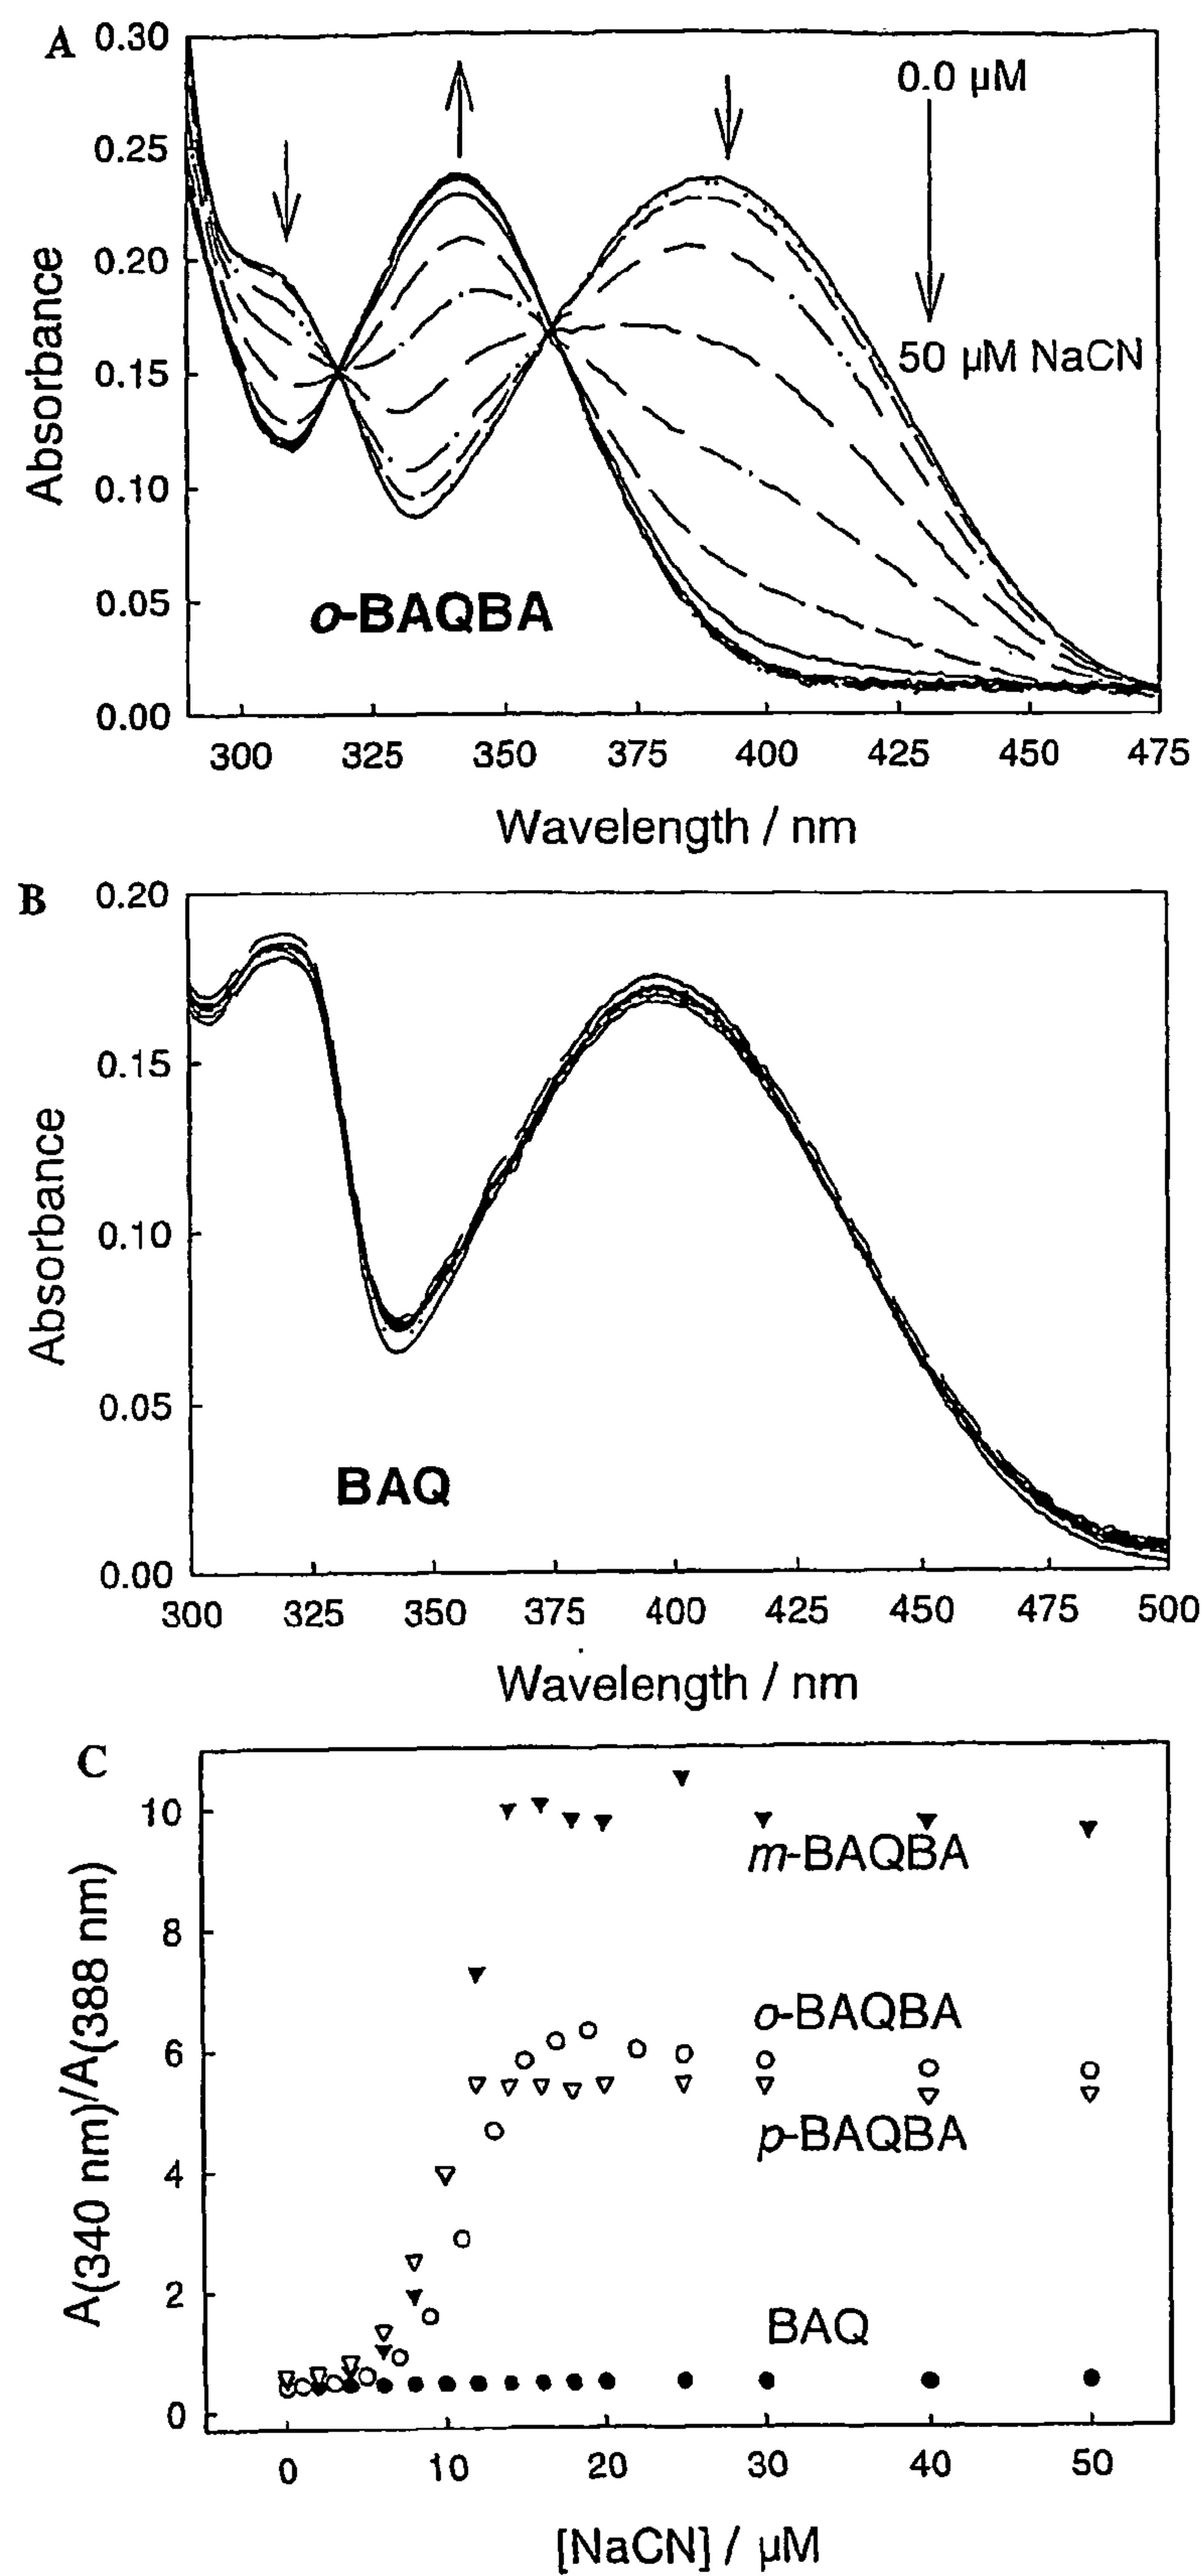 A
0.30
0.25
0.20
0.15
0.10
0.05
0.00
Absorbance
0.0 µM
50 µM NaCN
o-BAQBA
300 325 350 375 400 425 450 475
Wavelength / nm
B
0.20
0.15
0.10
0.05
0.00
Absorbance
BAQ
300 325 350 375 400 425 450 475 500
Wavelength / nm
C
10
8
6
4
2
0
A(340 nm)/A(388 nm)
m-BAQBA
o-BAQBA
p-BAQBA
BAQ
0 10 20 30 40 50
[NaCN] / µM